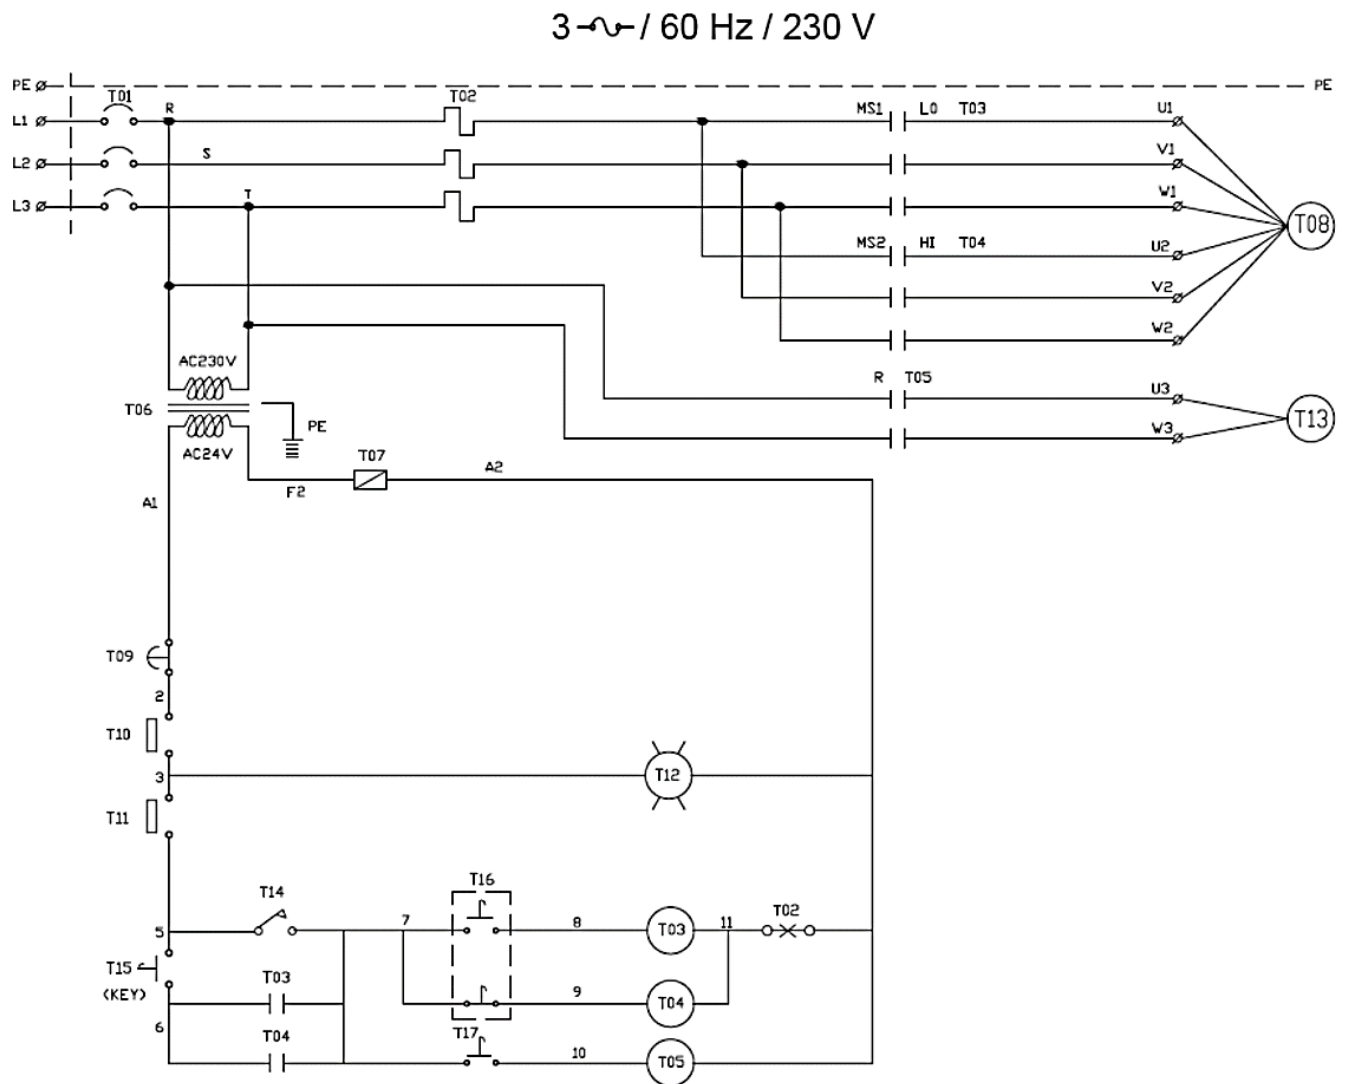 3 / 60 Hz / 230 V
PE PE
T01 R T02 MS1 L0 T03 U1
L1
S V1
L2
T W1
L3 T08
MS2 HI T04 U2
V2
W2
AC230V
R T05 U3
T06
PE T13
W3
AC24V T07
A2
F2
A1
T09
2
T10
3 T12
T11
T14 T16
7 8 T03 11 T02
5
T15 T03
(KEY)
9 T04
6 T04 T17
10 T05